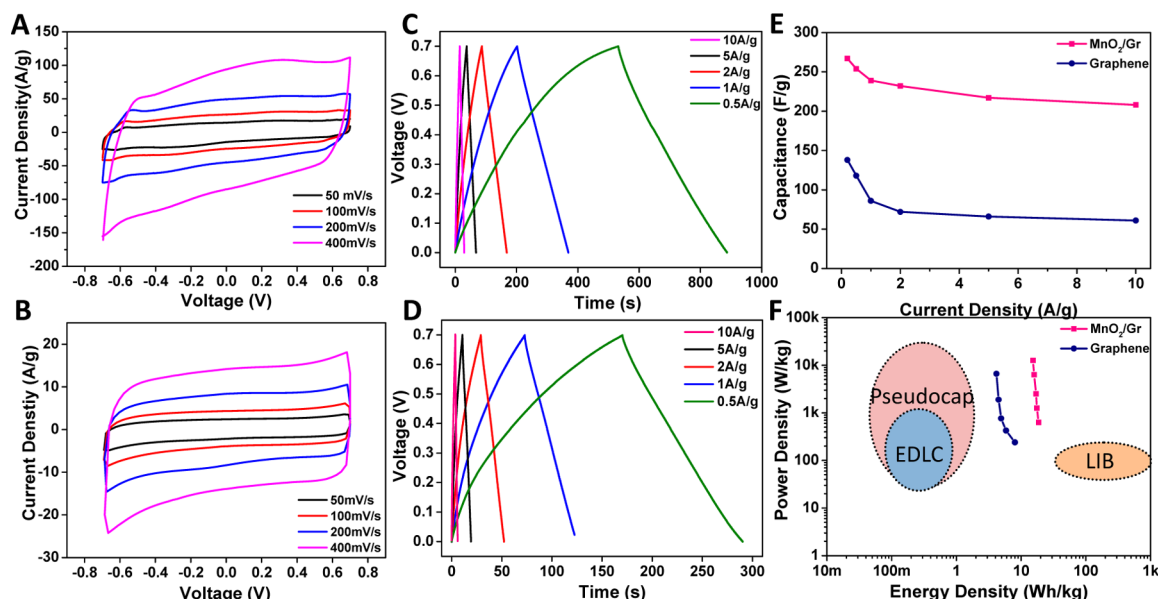 A
Current Density(A/g)
150
100
50
0
-50
-100
-150
-200
-0.8 -0.6 -0.4 -0.2 0.0 0.2 0.4 0.6 0.8
Voltage (V)
50 mV/s
100mV/s
200mV/s
400mV/s
C
Voltage (V)
0.7
0.6
0.5
0.4
0.3
0.2
0.1
0.0
0 200 400 600 800 1000
Time (s)
10A/g
5A/g
2A/g
1A/g
0.5A/g
E
Capacitance (F/g)
300
250
200
150
100
50
0
0 2 4 6 8 10
Current Density (A/g)
MnO₂/Gr
Graphene
B
Current Denstiy (A/g)
20
10
0
-10
-20
-30
-0.8 -0.6 -0.4 -0.2 0.0 0.2 0.4 0.6 0.8
Voltage (V)
50mV/s
100mV/s
200mV/s
400mV/s
D
Voltage (V)
0.7
0.6
0.5
0.4
0.3
0.2
0.1
0.0
0 50 100 150 200 250 300
Time (s)
10A/g
5A/g
2A/g
1A/g
0.5A/g
F
Power Density (W/kg)
100k
10k
1k
100
10
1
10m 100m 1 10 100 1k
Energy Density (Wh/kg)
MnO₂/Gr
Graphene
Pseudocap
EDLC
LIB